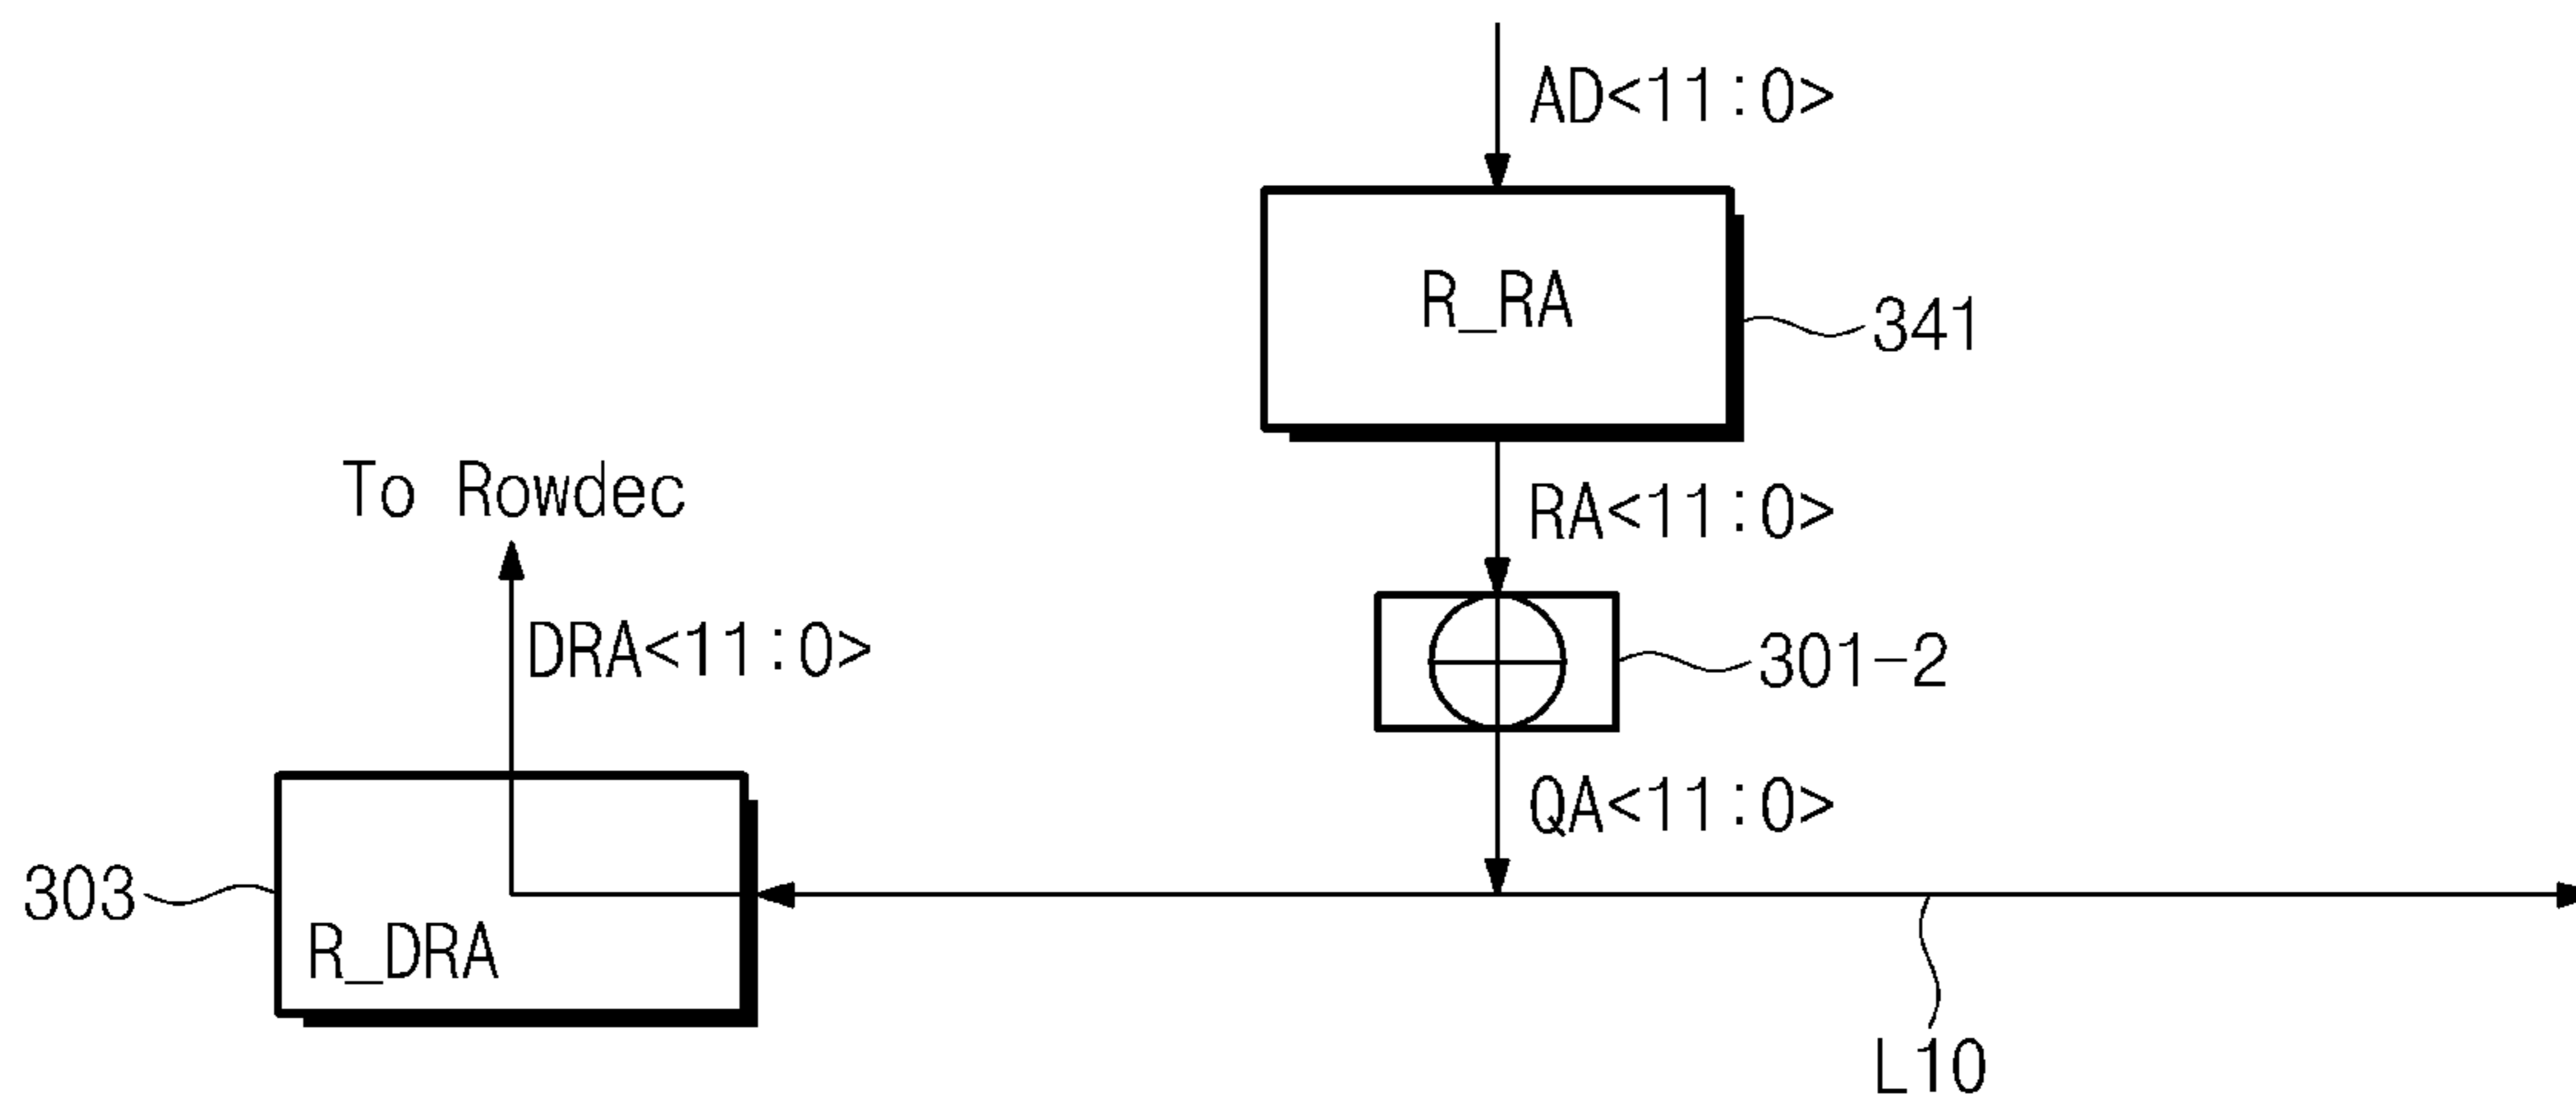 AD<11:0>
R_RA
341
To Rowdec
RA<11:0>
DRA<11:0>
301-2
QA<11:0>
303
R_DRA
L10